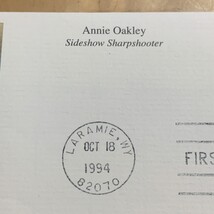 Annie Oakley
Sideshow Sharpshooter
LARAMIE, WY
OCT 18
1994
82070
FIRS